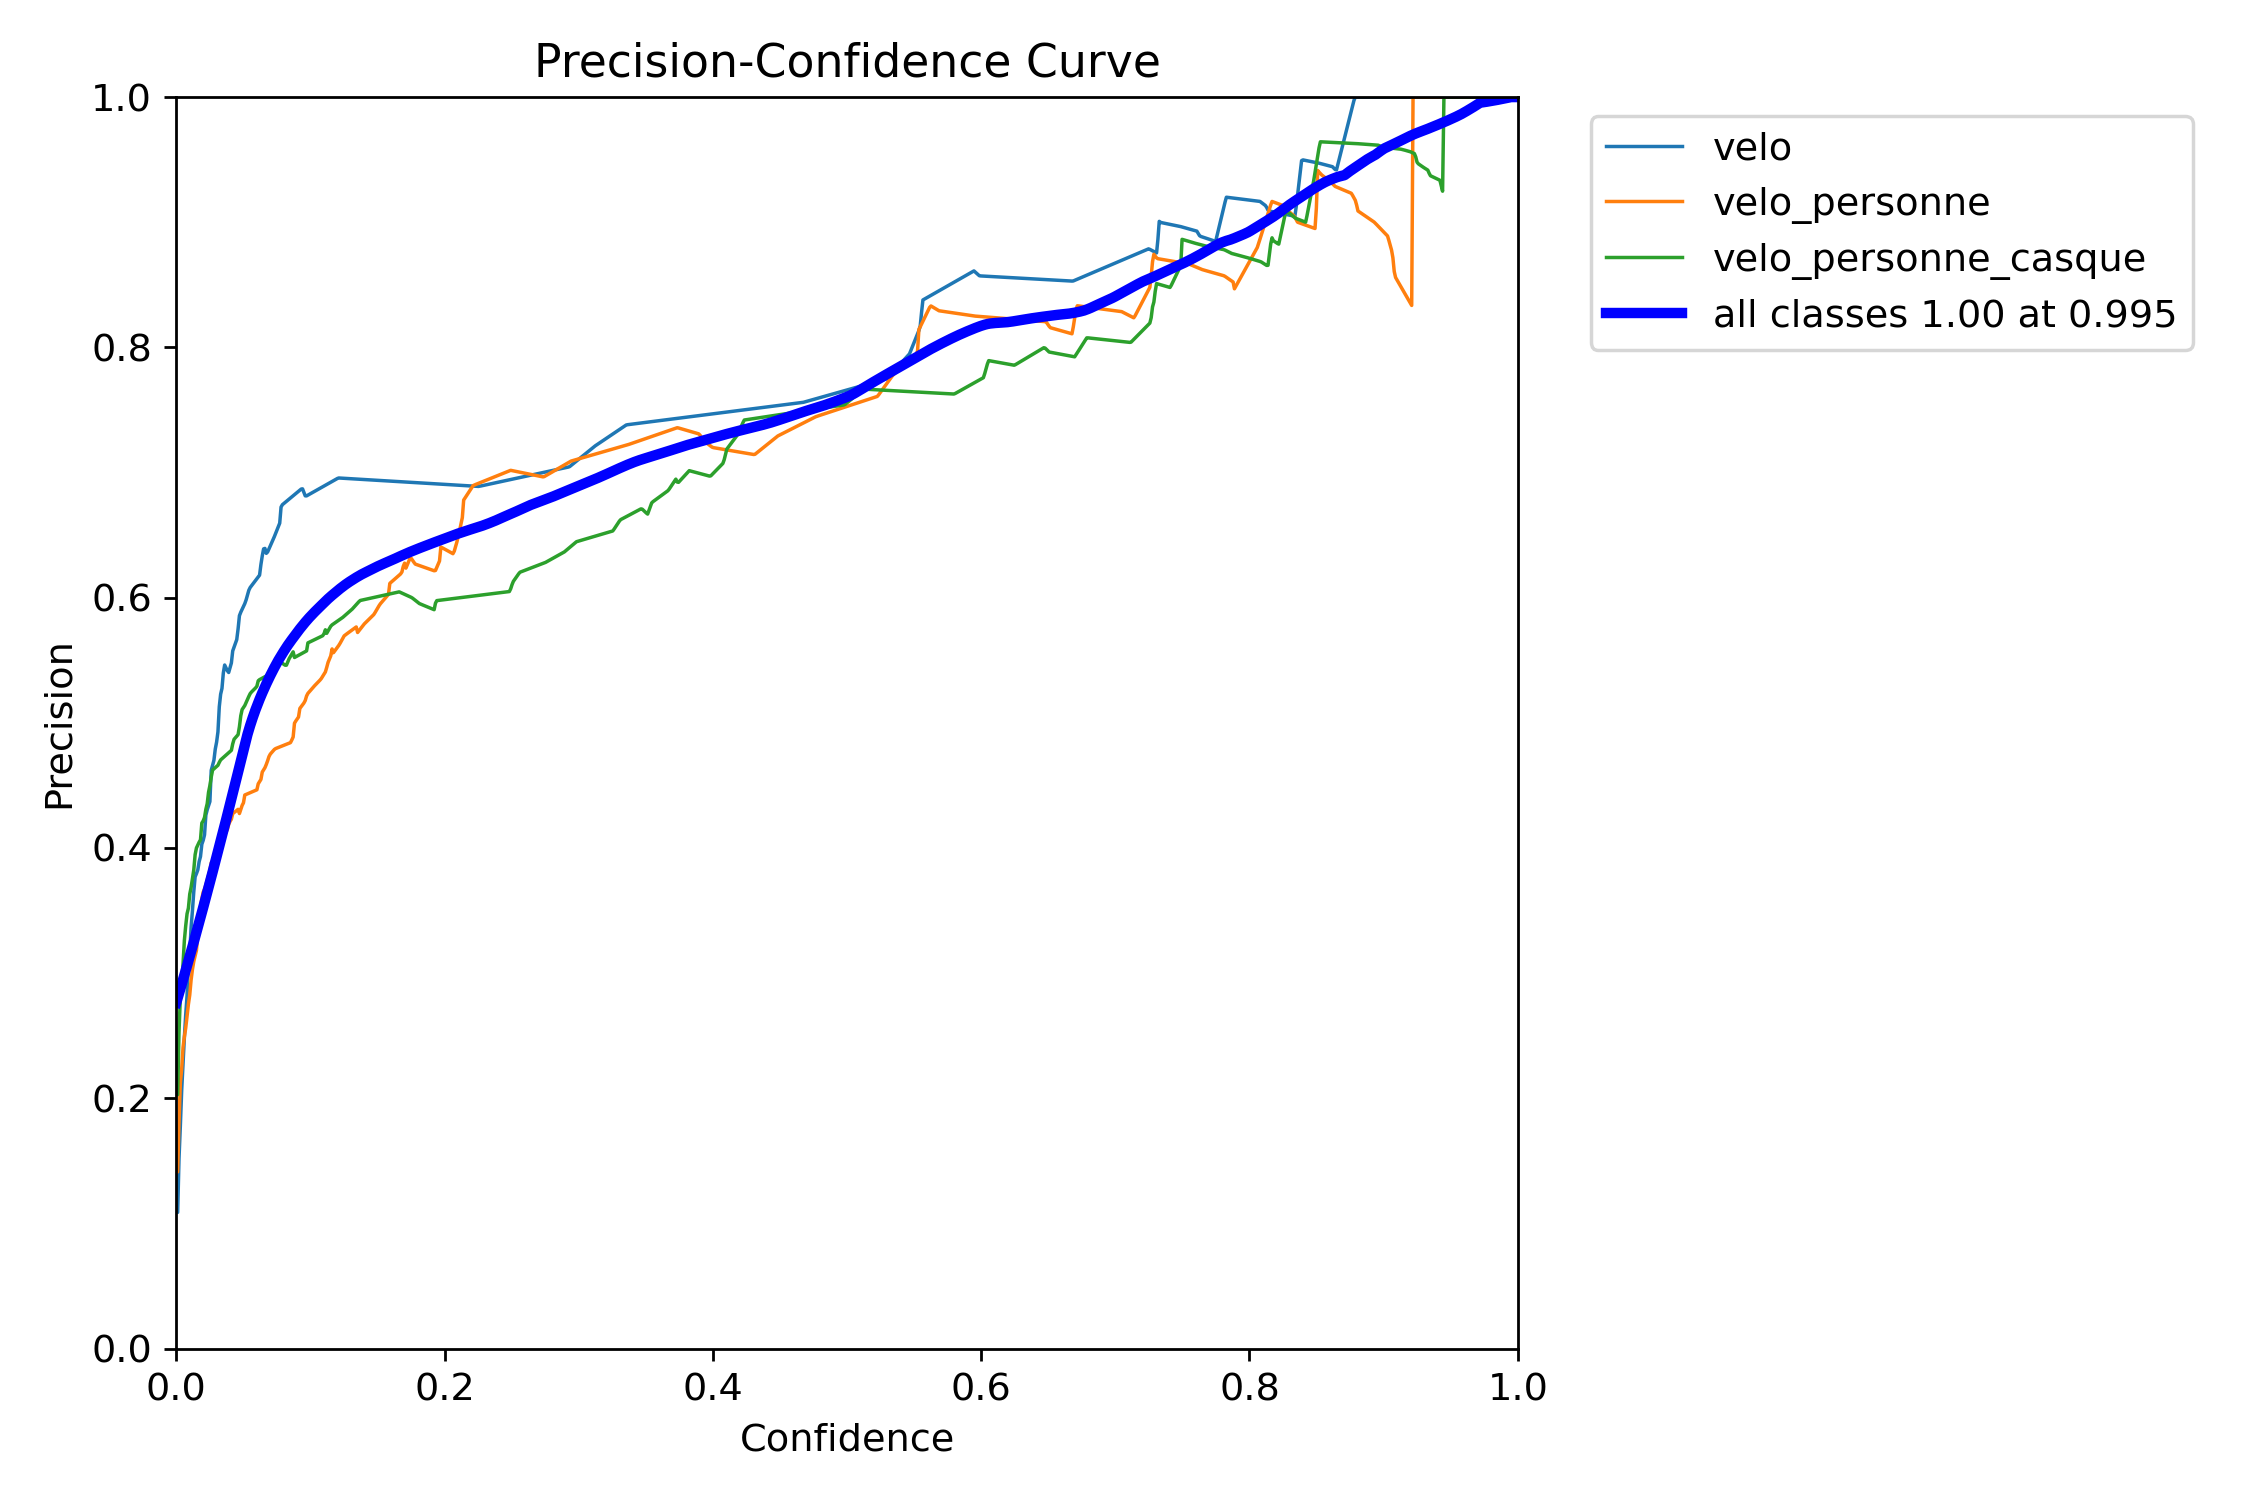 Precision-Confidence Curve
1.0
0.8
0.6
0.4
0.2
0.0
Precision
0.0 0.2 0.4 0.6 0.8 1.0
Confidence
velo
velo_personne
velo_personne_casque
all classes 1.00 at 0.995